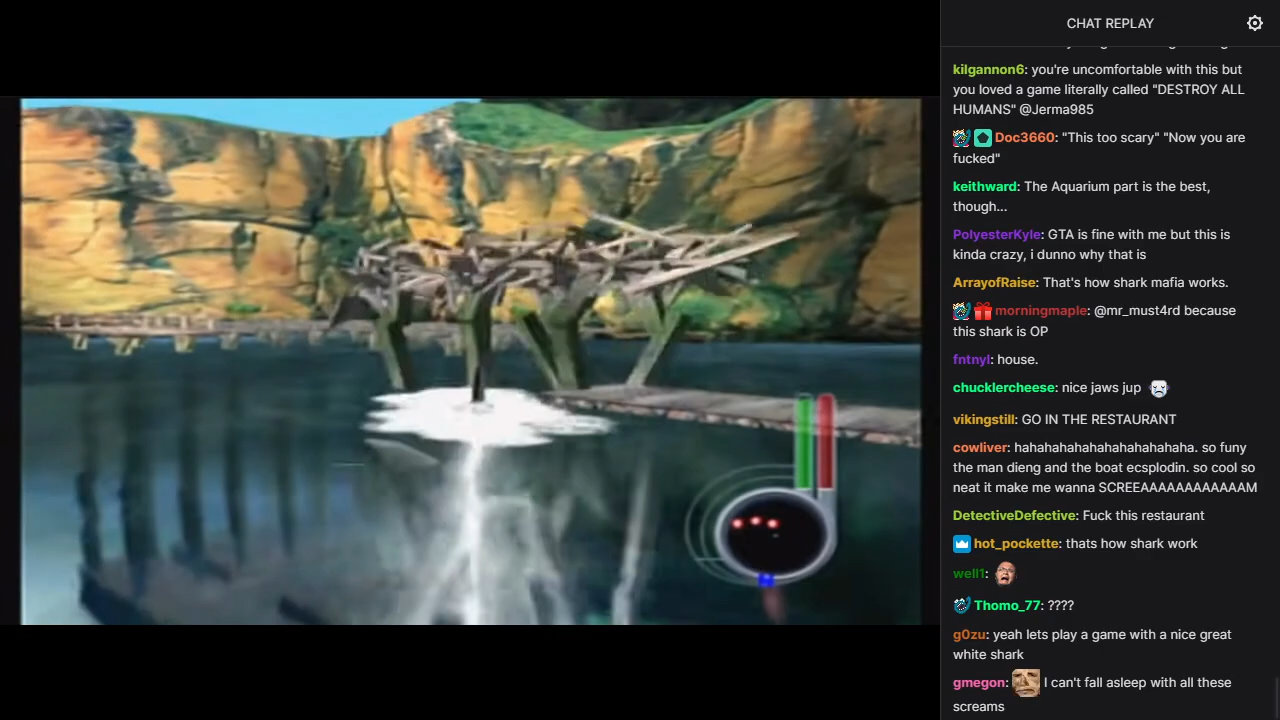 CHAT REPLAY
kilgannon6: you're uncomfortable with this but
you loved a game literally called "DESTROY ALL
HUMANS" @Jerma985
Doc3660: "This too scary" "Now you are
fucked"
keithward: The Aquarium part is the best,
though...
PolyesterKyle: GTA is fine with me but this is
kinda crazy, i dunno why that is
ArrayofRaise: That's how shark mafia works.
morningmaple: @mr_must4rd because
this shark is OP
fntnyl: house.
chucklercheese: nice jaws jup
vikingstill: GO IN THE RESTAURANT
cowliver: hahahahahahahahahahaha. so funy
the man dieng and the boat ecsplodin. so cool so
neat it make me wanna SCREEAAAAAAAAAAAM
DetectiveDefective: Fuck this restaurant
hot_pockette: thats how shark work
well1:
Thomo_77: ????
g0zu: yeah lets play a game with a nice great
white shark
gmegon: I can't fall asleep with all these
screams